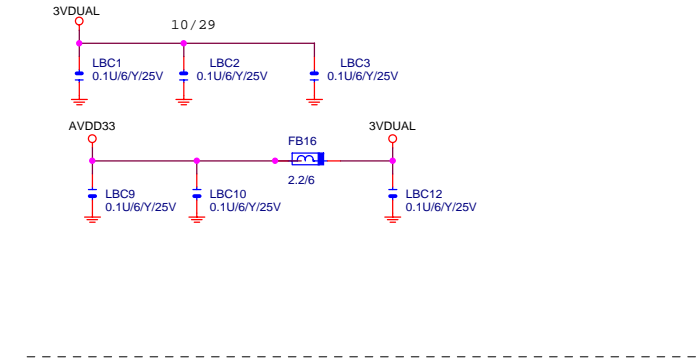 3VDUAL
10/29
LBC1 LBC2 LBC3
0.1U/6/Y/25V 0.1U/6/Y/25V 0.1U/6/Y/25V
AVDD33 3VDUAL
FB16
2.2/6
LBC9 LBC10 LBC12
0.1U/6/Y/25V 0.1U/6/Y/25V 0.1U/6/Y/25V